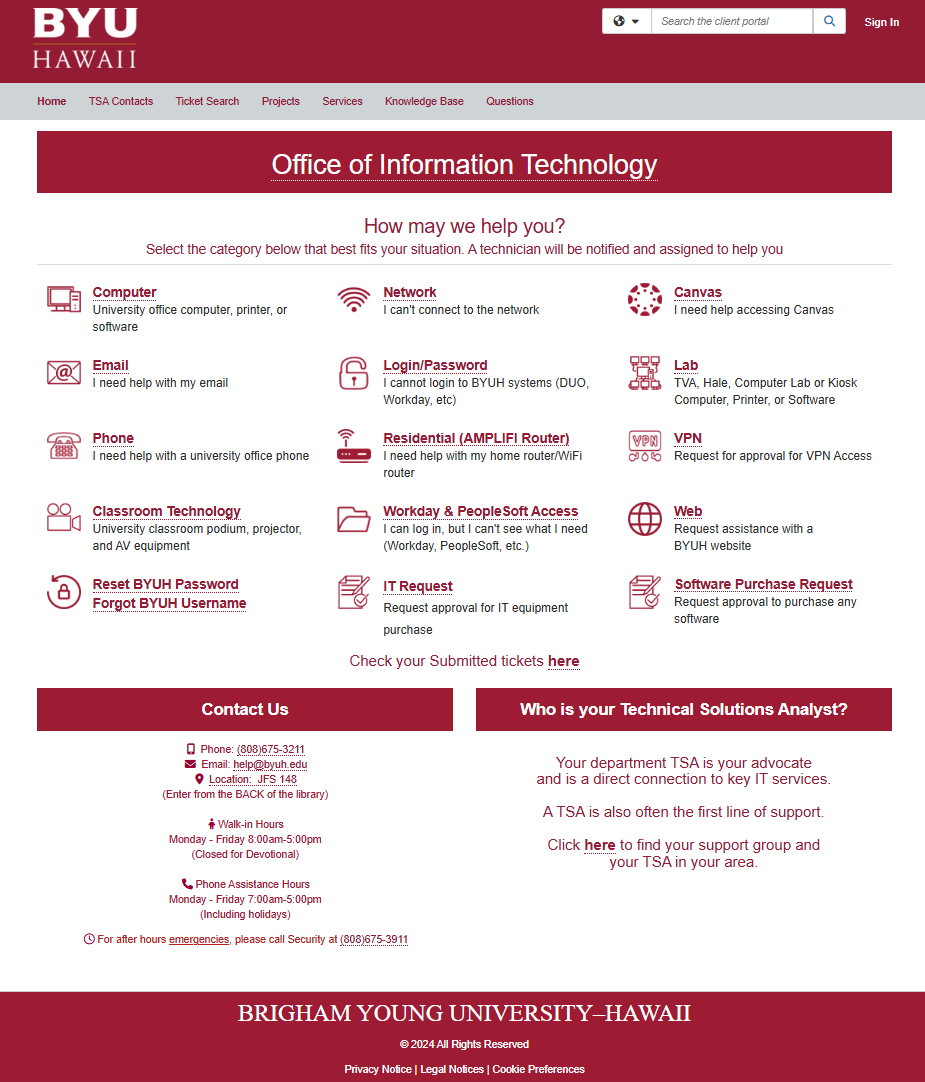 BYU
HAWAII
Search the client portal
Sign In
Home
TSA Contacts
Ticket Search
Projects
Services
Knowledge Base
Questions
Office of Information Technology
How may we help you?
Select the category below that best fits your situation. A technician will be notified and assigned to help you
Computer
University office computer, printer, or
software
Network
I can't connect to the network
Canvas
I need help accessing Canvas
Email
I need help with my email
Login/Password
I cannot login to BYUH systems (DUO,
Workday, etc)
Lab
TVA, Hale, Computer Lab or Kiosk
Computer, Printer, or Software
Phone
I need help with a university office phone
Residential (AMPLIFI Router)
I need help with my home router/WiFi
router
VPN
VPN
Request for approval for VPN Access
Classroom Technology
University classroom podium, projector,
and AV equipment
Workday & PeopleSoft Access
I can log in, but I can't see what I need
(Workday, PeopleSoft, etc.)
Web
Request assistance with a
BYUH website
Reset BYUH Password
Forgot BYUH Username
IT Request
Request approval for IT equipment
purchase
Software Purchase Request
Request approval to purchase any
software
Check your Submitted tickets here
Contact Us
Phone: (808)675-3211
Email: help@byuh.edu
Location: JFS 148
(Enter from the BACK of the library)
Walk-in Hours
Monday - Friday 8:00am-5:00pm
(Closed for Devotional)
Phone Assistance Hours
Monday - Friday 7:00am-5:00pm
(Including holidays)
For after hours emergencies, please call Security at (808)675-3911
Who is your Technical Solutions Analyst?
Your department TSA is your advocate
and is a direct connection to key IT services.
A TSA is also often the first line of support.
Click here to find your support group and
your TSA in your area.
BRIGHAM YOUNG UNIVERSITY–HAWAII
© 2024 All Rights Reserved
Privacy Notice | Legal Notices | Cookie Preferences